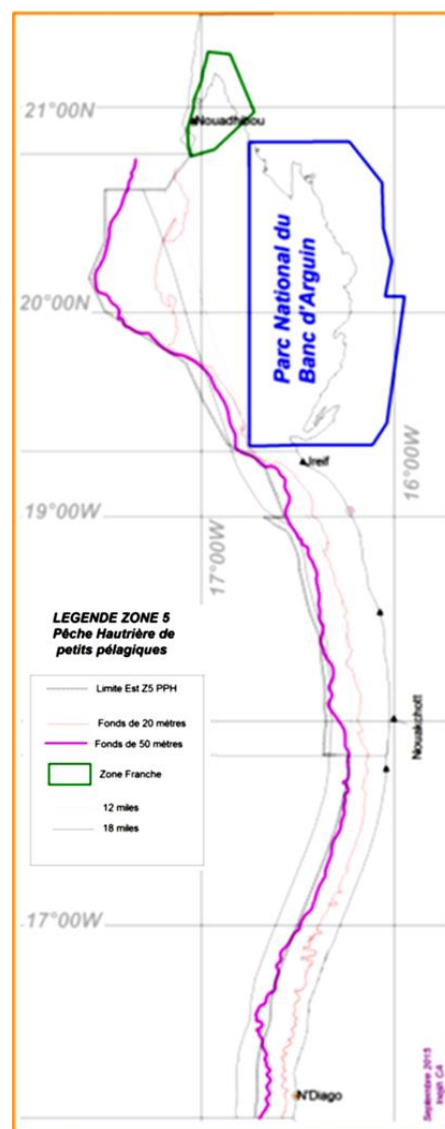 21°00N
Nouadhibou
Parc National du
Banc d'Arguin
20°00N
16°00W
Jreif
19°00W
17°00W
LEGENDE ZONE 5
Pêche Hautrière de
petits pélagiques
Limite Est Z5 PPH
Fonds de 20 mètres
Fonds de 50 mètres
Zone Franche
12 miles
18 miles
Nouakchott
17°00W
N'Diago
Septembre 2015